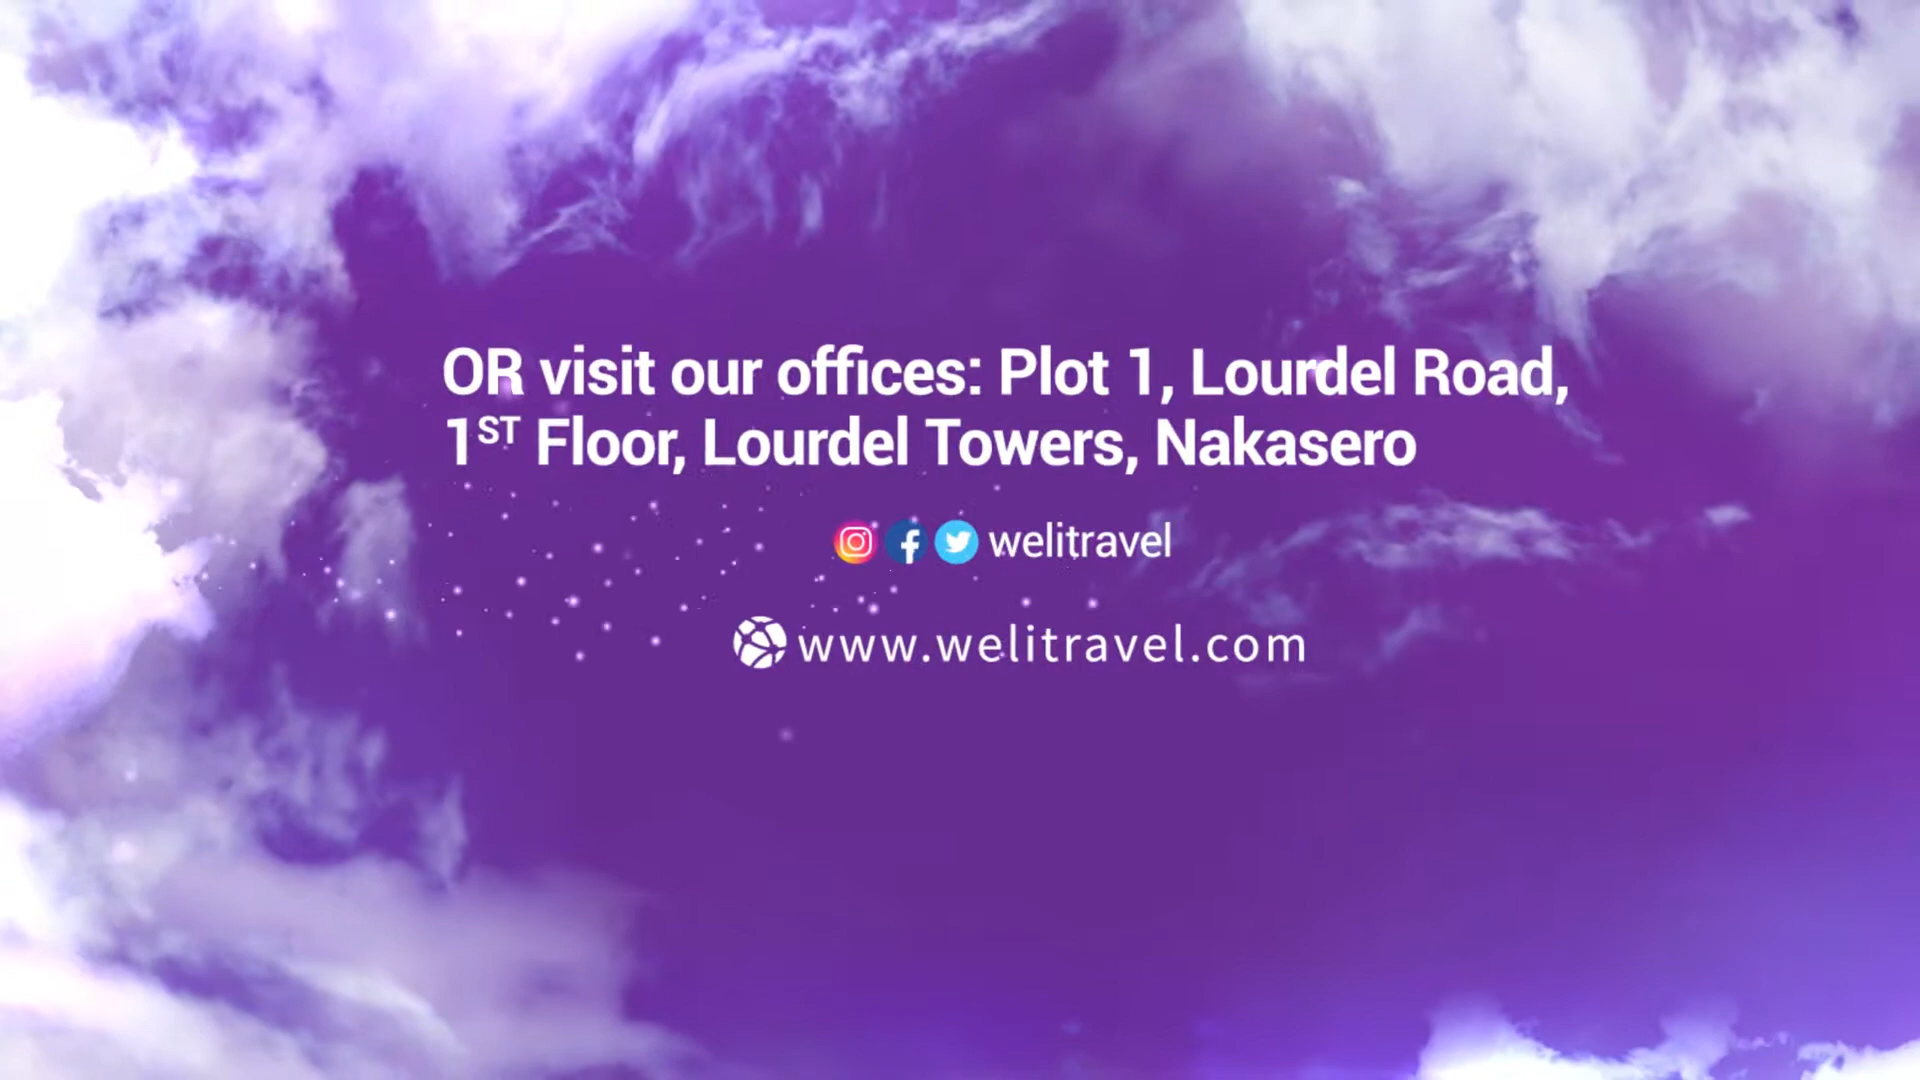 OR visit our offices: Plot 1, Lourdel Road,
1ST Floor, Lourdel Towers, Nakasero
welitravel
www.welitravel.com